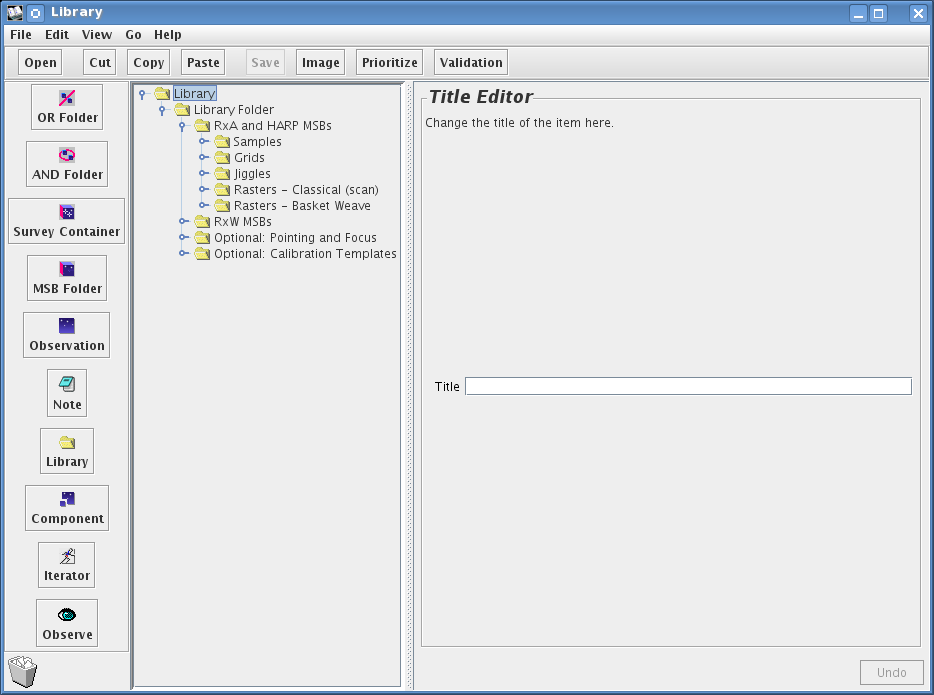 Library
File Edit View Go Help
Open Cut Copy Paste Save Image Prioritize Validation
OR Folder
AND Folder
Survey Container
MSB Folder
Observation
Note
Library
Component
Iterator
Observe
Library
Library Folder
RxA and HARP MSBs
Samples
Grids
Jiggles
Rasters - Classical (scan)
Rasters - Basket Weave
RxW MSBs
Optional: Pointing and Focus
Optional: Calibration Templates
Title Editor
Change the title of the item here.
Title
Undo